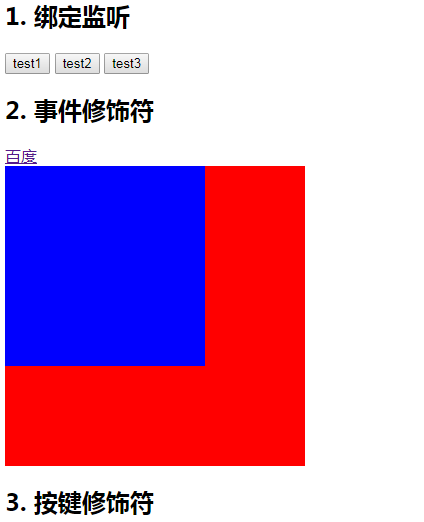 1. 绑定监听
test1 test2 test3
2. 事件修饰符
百度
3. 按键修饰符